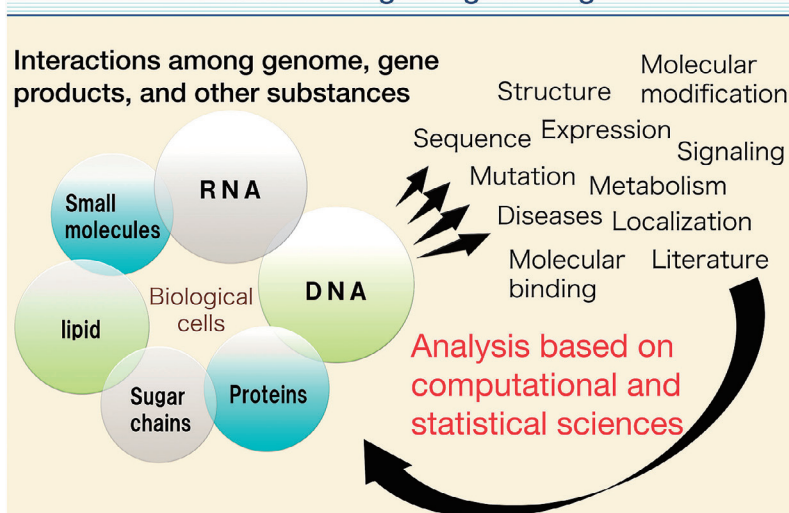 Interactions among genome, gene
products, and other substances
Molecular
modification
Structure
Sequence
Expression
Signaling
Mutation
Metabolism
Diseases
Localization
Molecular
binding
Literature
RNA
Small
molecules
DNA
Biological
cells
lipid
Sugar
chains
Proteins
Analysis based on
computational and
statistical sciences